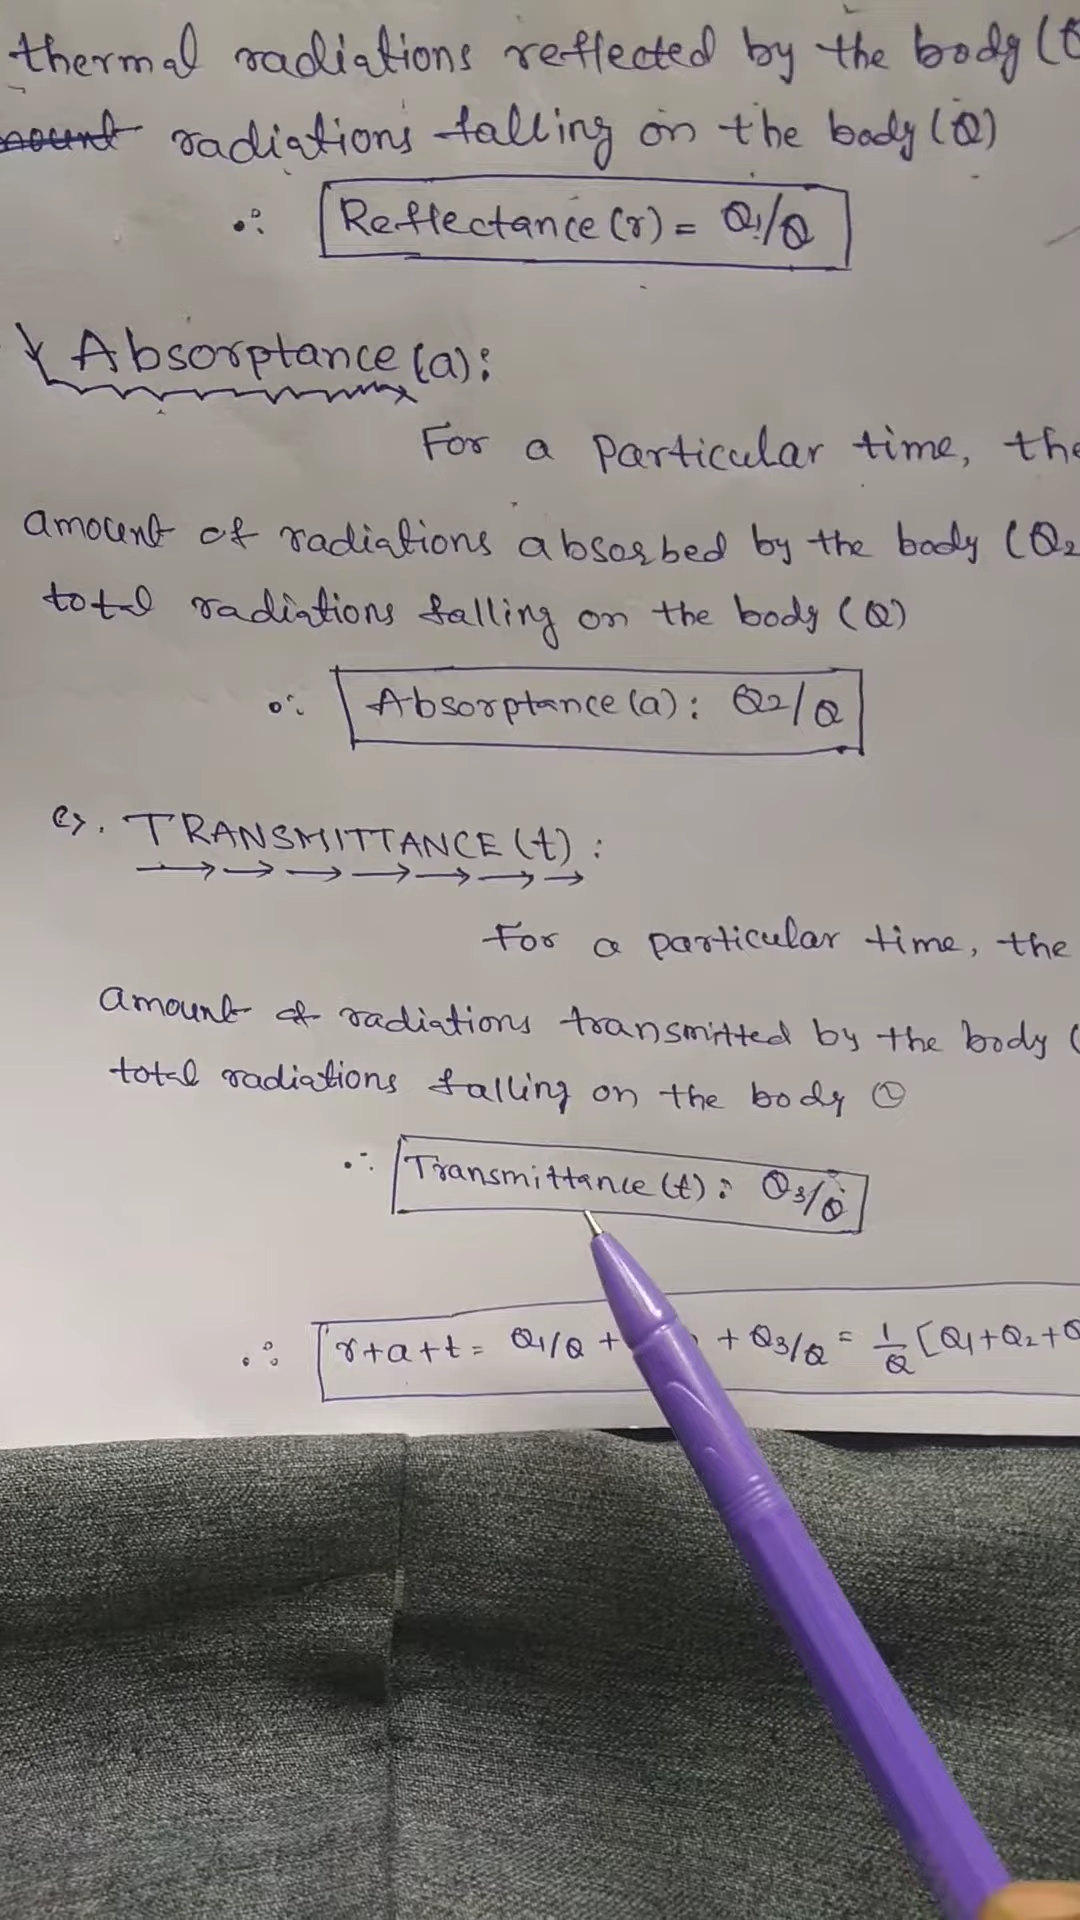 thermal radiations reflected by the body (
radiations falling on the body (Q)
∴ Reflectance (r) = Q1/Q
Absorptance (a):
For a particular time, the
amount of radiations absorbed by the body (Q2
total radiations falling on the body (Q)
∴ Absorptance (a): Q2/Q
c). TRANSMITTANCE (t):
For a particular time, the
amount of radiations transmitted by the body (
total radiations falling on the body
∴ Transmittance (t): Q3/Q
∴ r+a+t = Q1/Q + + Q3/Q = 1/Q [Q1+Q2+Q